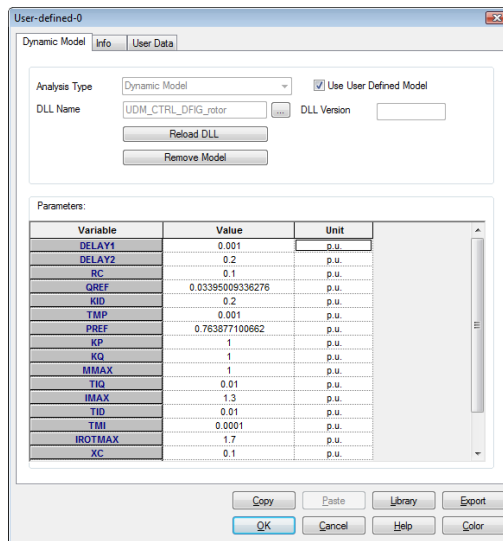 User-defined-0
Dynamic Model Info User Data
Analysis Type Dynamic Model Use User Defined Model
DLL Name UDM_CTRL_DFIG_rotor ... DLL Version
Reload DLL
Remove Model
Parameters:
Variable Value Unit
DELAY1 0.001 p.u.
DELAY2 0.2 p.u.
RC 0.1 p.u.
QREF 0.03395009336276 p.u.
KID 0.2 p.u.
TMP 0.001 p.u.
PREF 0.763877100662 p.u.
KP 1 p.u.
KQ 1 p.u.
MMAX 1 p.u.
TIQ 0.01 p.u.
IMAX 1.3 p.u.
TID 0.01 p.u.
TMI 0.0001 p.u.
IROTMAX 1.7 p.u.
XC 0.1 p.u.
Copy Paste Library Export
OK Cancel Help Color